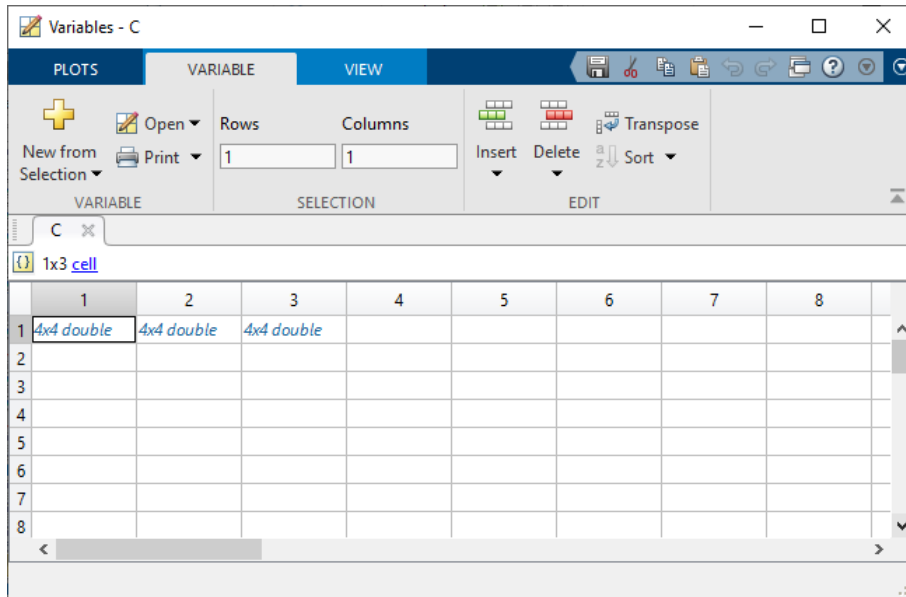 Variables - C
PLOTS VARIABLE VIEW
New from Selection
Open
Print
VARIABLE
Rows Columns
1 1
SELECTION
Insert Delete
Transpose
Sort
EDIT
C
1x3 cell
1 2 3 4 5 6 7 8
1 4x4 double 4x4 double 4x4 double
2
3
4
5
6
7
8